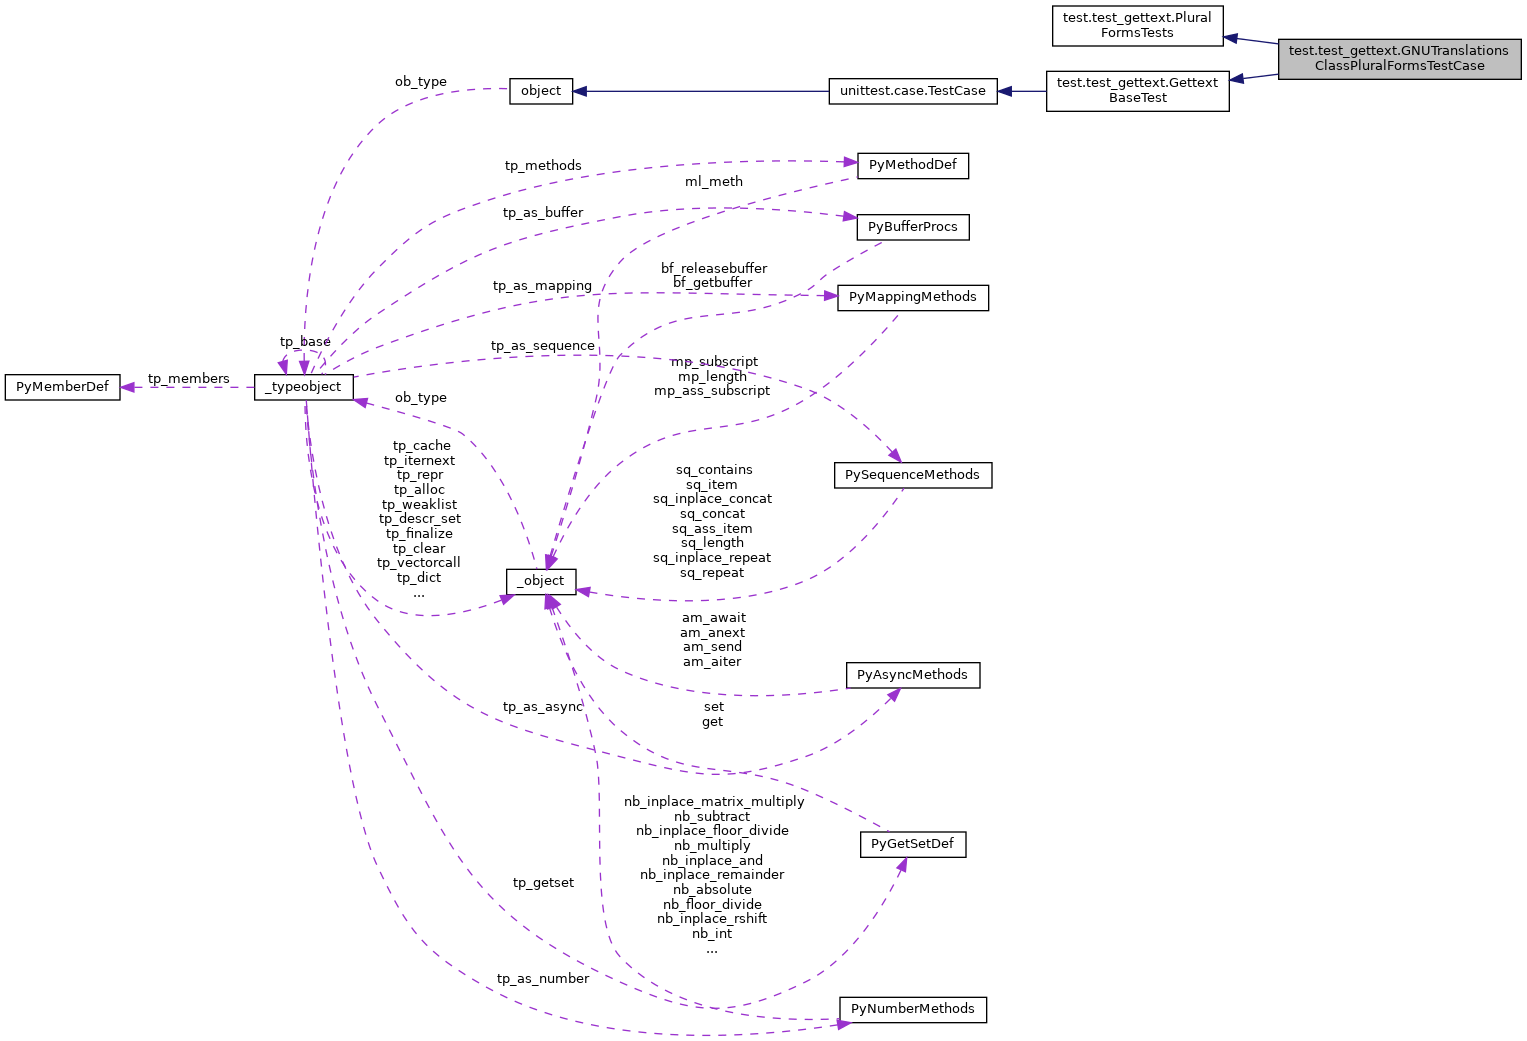 test.test_gettext.Plural
FormsTests
test.test_gettext.GNUTranslations
ClassPluralFormsTestCase
ob_type
object
unittest.case.TestCase
test.test_gettext.Gettext
BaseTest
tp_methods
PyMethodDef
ml_meth
tp_as_buffer
PyBufferProcs
bf_releasebuffer
bf_getbuffer
tp_as_mapping
PyMappingMethods
tp_base
tp_as_sequence
mp_subscript
mp_length
mp_ass_subscript
PyMemberDef
tp_members
_typeobject
ob_type
tp_cache
tp_iternext
tp_repr
tp_alloc
tp_weaklist
tp_descr_set
tp_finalize
tp_clear
tp_vectorcall
tp_dict
...
sq_contains
sq_item
sq_inplace_concat
sq_concat
sq_ass_item
sq_length
sq_inplace_repeat
sq_repeat
PySequenceMethods
_object
am_await
am_anext
am_send
am_aiter
PyAsyncMethods
tp_as_async
set
get
nb_inplace_matrix_multiply
nb_subtract
nb_inplace_floor_divide
nb_multiply
nb_inplace_and
nb_inplace_remainder
nb_absolute
nb_floor_divide
nb_inplace_rshift
nb_int
...
PyGetSetDef
tp_getset
tp_as_number
PyNumberMethods